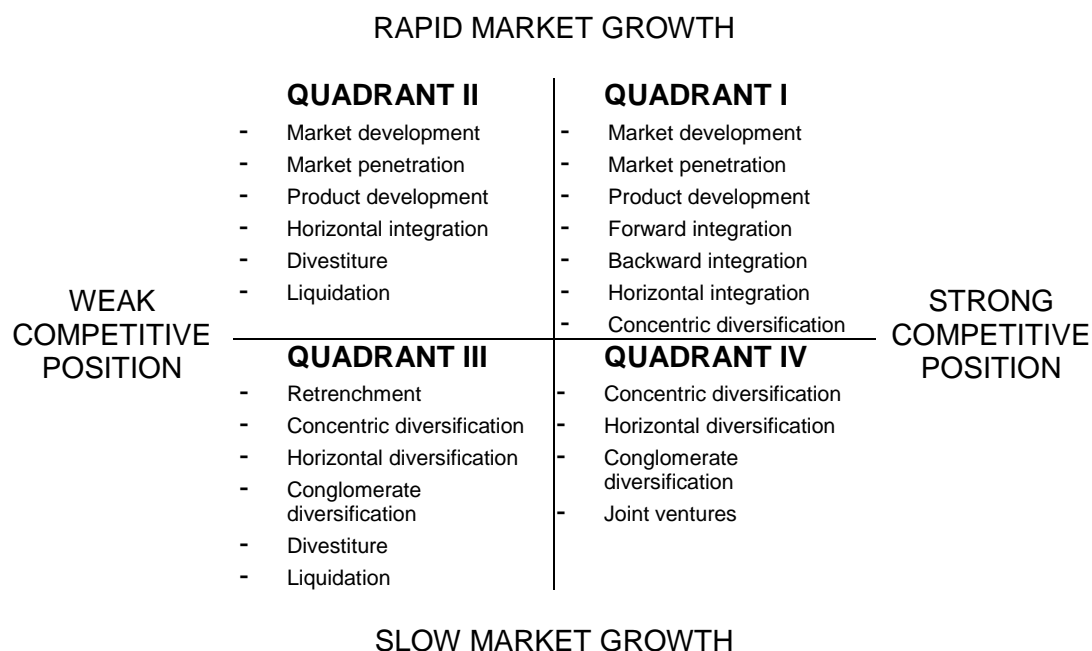 RAPID MARKET GROWTH
QUADRANT II
- Market development
- Market penetration
- Product development
- Horizontal integration
- Divestiture
- Liquidation
QUADRANT I
- Market development
- Market penetration
- Product development
- Forward integration
- Backward integration
- Horizontal integration
- Concentric diversification
WEAK
COMPETITIVE
POSITION
STRONG
COMPETITIVE
POSITION
QUADRANT III
- Retrenchment
- Concentric diversification
- Horizontal diversification
- Conglomerate
diversification
- Divestiture
- Liquidation
QUADRANT IV
- Concentric diversification
- Horizontal diversification
- Conglomerate
diversification
- Joint ventures
SLOW MARKET GROWTH